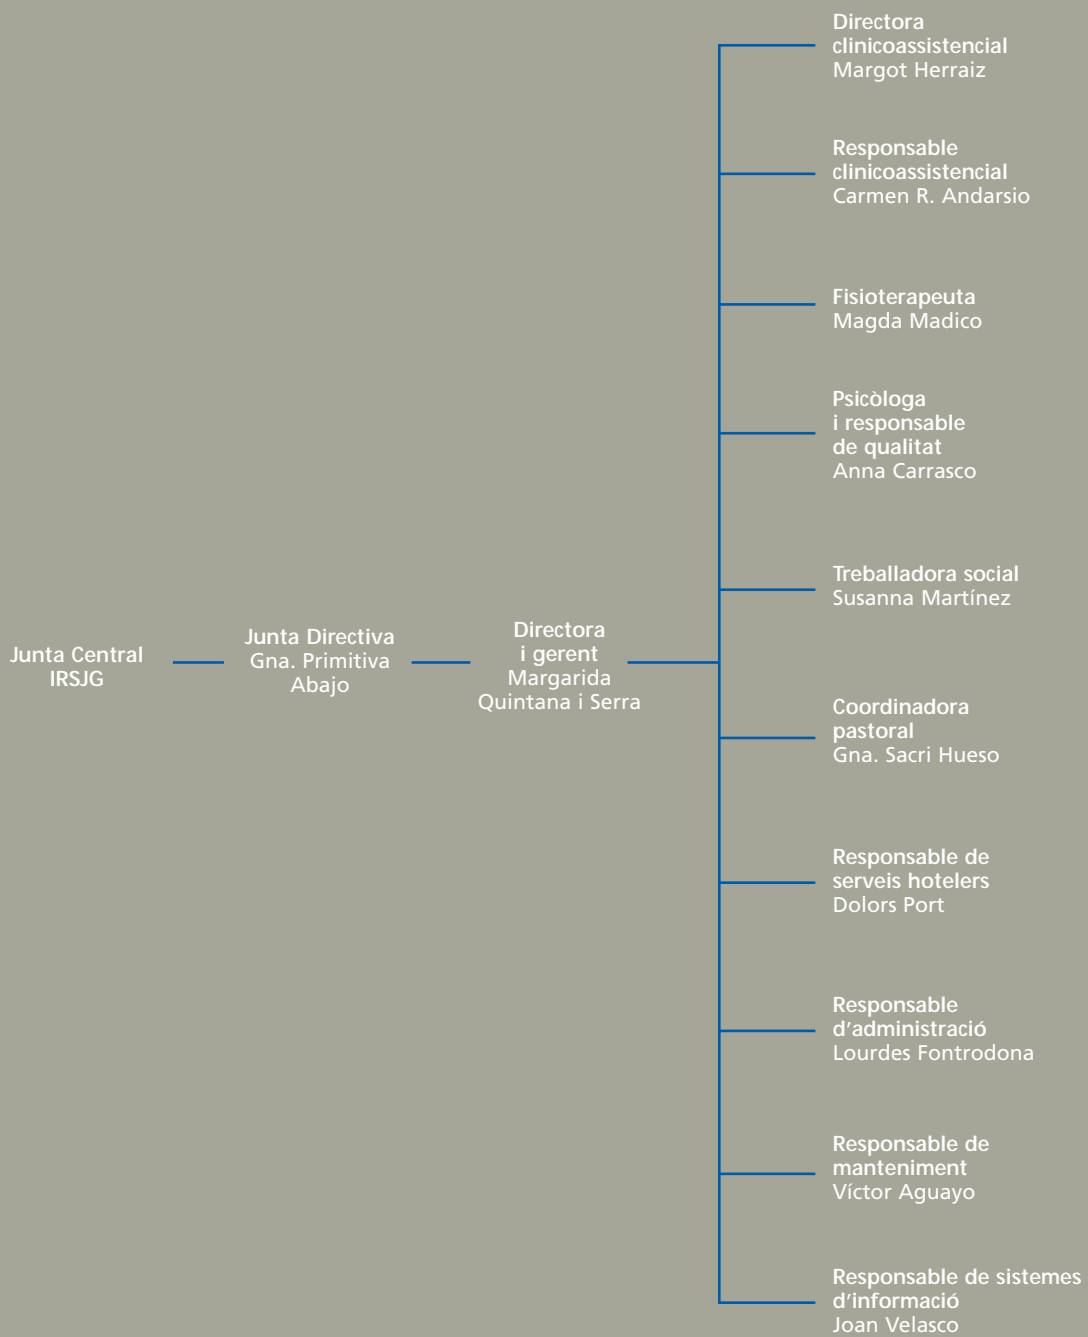 Junta Central
IRSJG
Junta Directiva
Gna. Primitiva
Abajo
Directora
i gerent
Margarida
Quintana i Serra
Directora
clinicoassistencial
Margot Herraiz
Responsable
clinicoassistencial
Carmen R. Andarsio
Fisioterapeuta
Magda Madico
Psicòloga
i responsable
de qualitat
Anna Carrasco
Treballadora social
Susanna Martínez
Coordinadora
pastoral
Gna. Sacri Hueso
Responsable de
serveis hotelers
Dolors Port
Responsable
d'administració
Lourdes Fontrodona
Responsable de
manteniment
Víctor Aguayo
Responsable de sistemes
d'informació
Joan Velasco